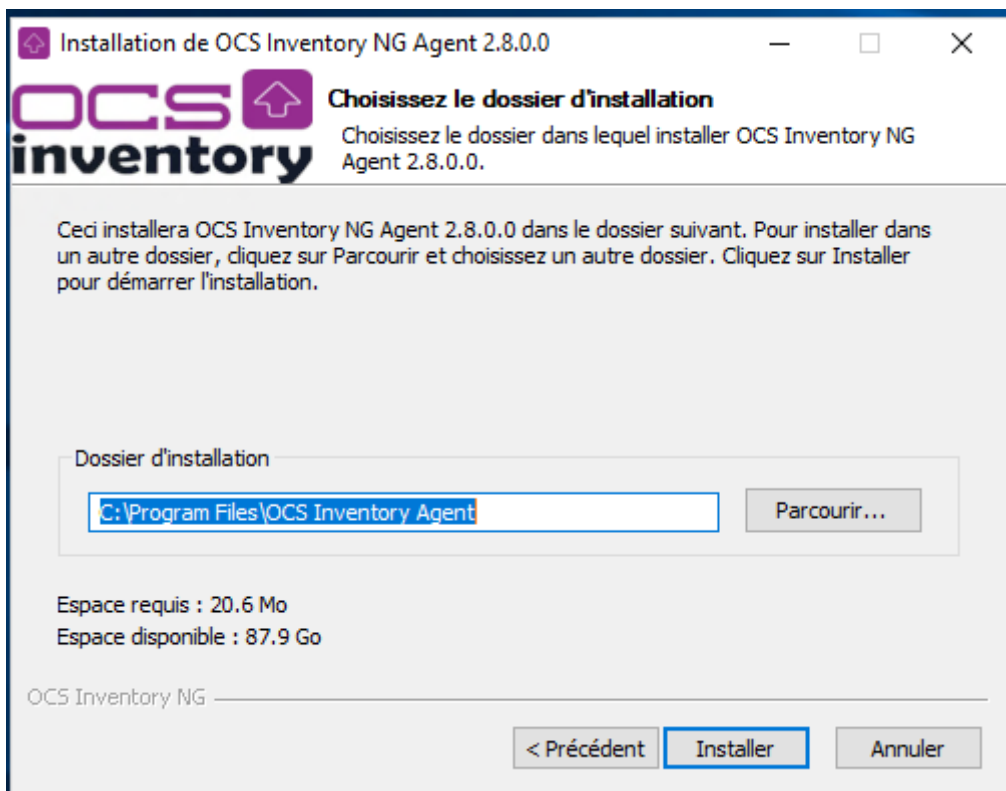 Installation de OCS Inventory NG Agent 2.8.0.0
OCS
inventory
Choisissez le dossier d'installation
Choisissez le dossier dans lequel installer OCS Inventory NG
Agent 2.8.0.0.
Ceci installera OCS Inventory NG Agent 2.8.0.0 dans le dossier suivant. Pour installer dans
un autre dossier, cliquez sur Parcourir et choisissez un autre dossier. Cliquez sur Installer
pour démarrer l'installation.
Dossier d'installation
C:\Program Files\OCS Inventory Agent
Parcourir...
Espace requis : 20.6 Mo
Espace disponible : 87.9 Go
OCS Inventory NG
< Précédent
Installer
Annuler